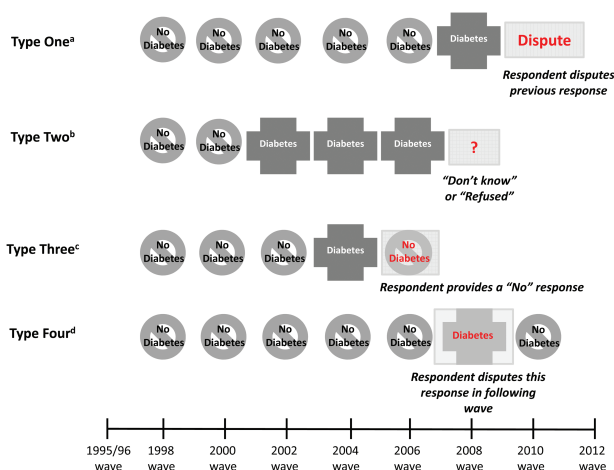 Type Oneᵃ
No Diabetes
No Diabetes
No Diabetes
No Diabetes
No Diabetes
Diabetes
Dispute
Respondent disputes
previous response
Type Twoᵇ
No Diabetes
No Diabetes
Diabetes
Diabetes
Diabetes
?
“Don’t know”
or “Refused”
Type Threeᶜ
No Diabetes
No Diabetes
No Diabetes
Diabetes
No Diabetes
Respondent provides a “No” response
Type Fourᵈ
No Diabetes
No Diabetes
No Diabetes
No Diabetes
No Diabetes
Diabetes
No Diabetes
Respondent disputes this
response in following
wave
1995/96 1998 2000 2002 2004 2006 2008 2010 2012
wave wave wave wave wave wave wave wave wave